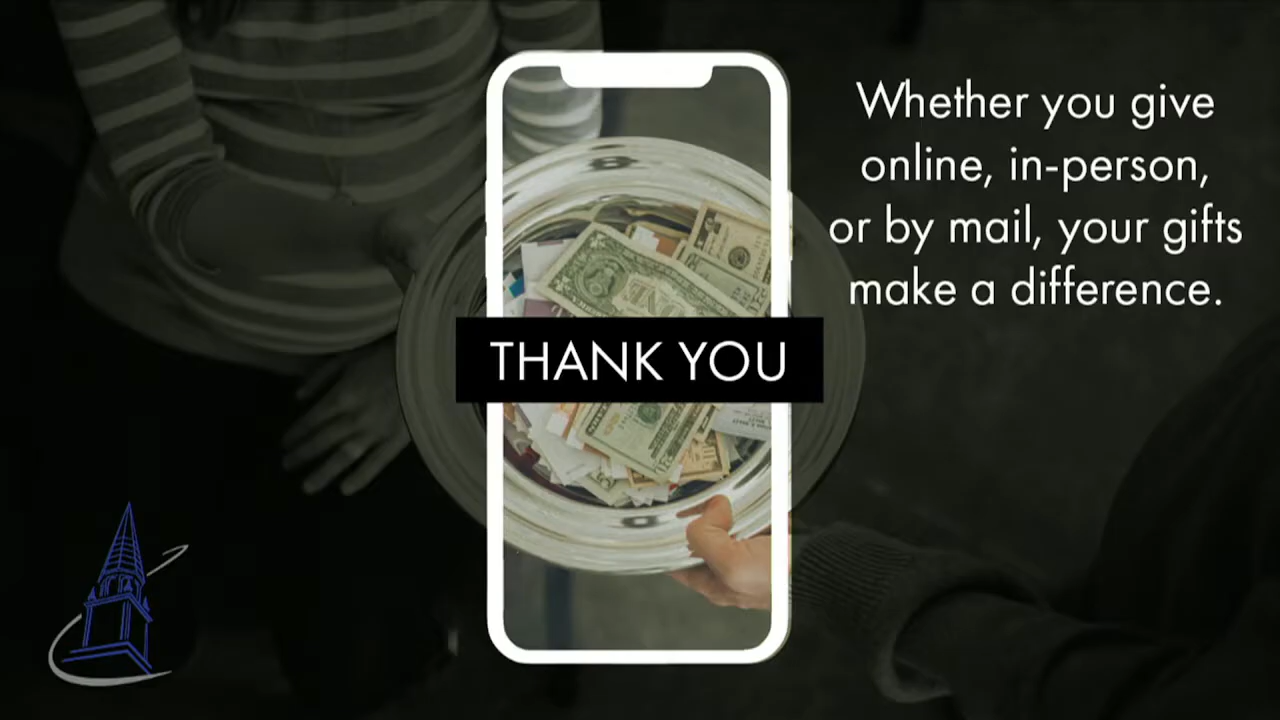 Whether you give
online, in-person,
or by mail, your gifts
make a difference.
THANK YOU